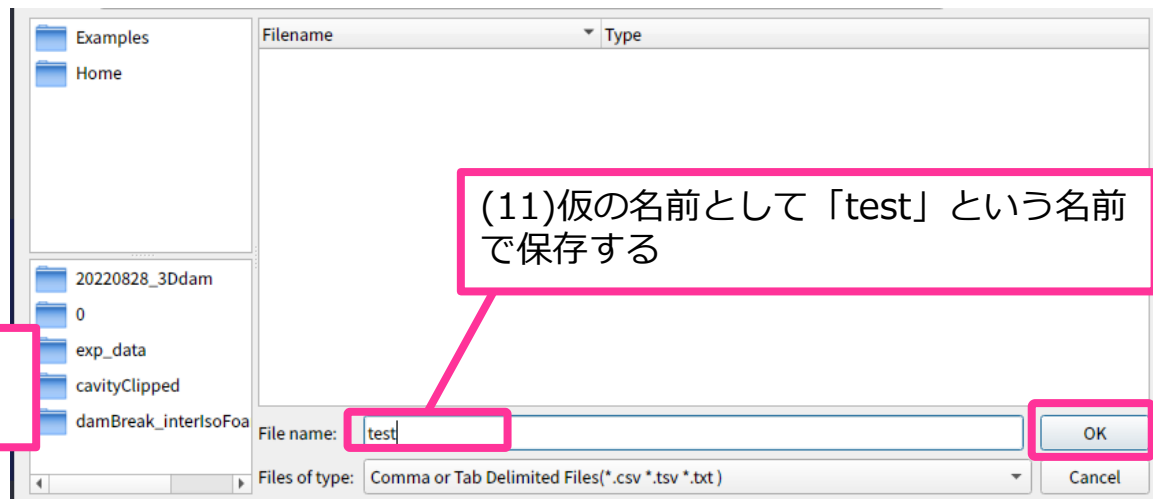 Examples
Home
Filename Type
(11)仮の名前として「test」という名前
で保存する
20220828_3Ddam
0
exp_data
cavityClipped
damBreak_interIsoFoa
File name: test OK
Files of type: Comma or Tab Delimited Files(*.csv *.tsv *.txt ) Cancel